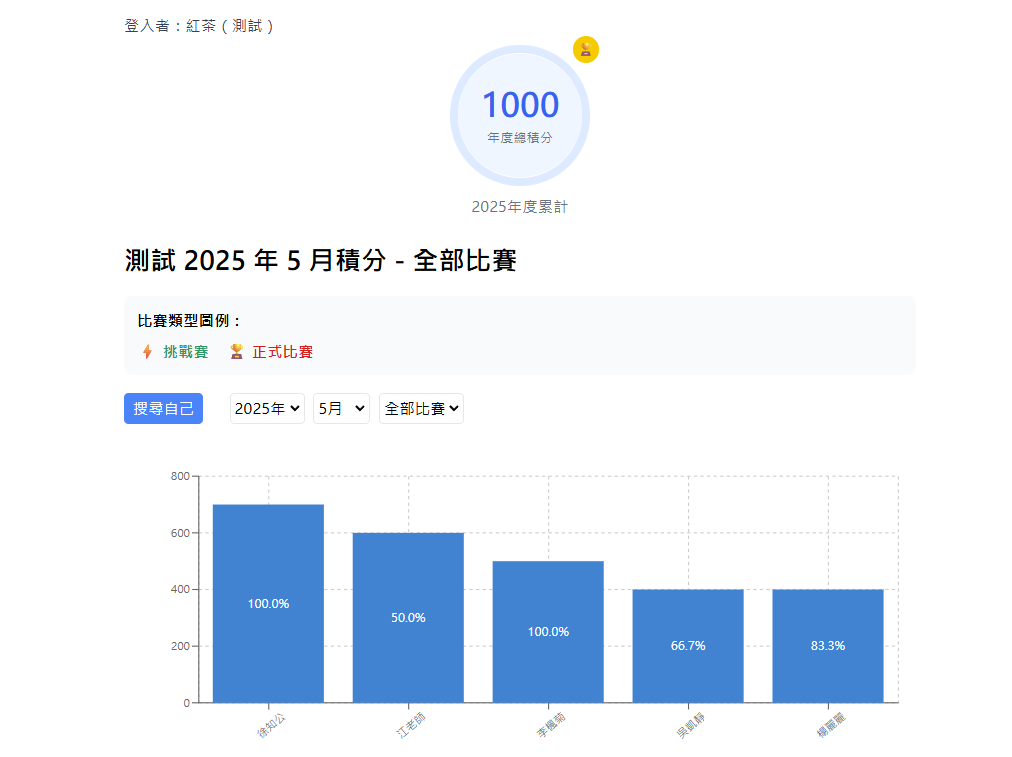 登入者：紅茶 ( 測試 )
1000
年度總積分
2025年度累計
測試 2025 年 5 月積分 - 全部比賽
比賽類型圖例：
挑戰賽 正式比賽
搜尋自己 2025年 5月 全部比賽
800
600
400
200
0
100.0% 50.0% 100.0% 66.7% 83.3%
徐知公 江老師 李楓菊 吳凱靜 楊麗麗